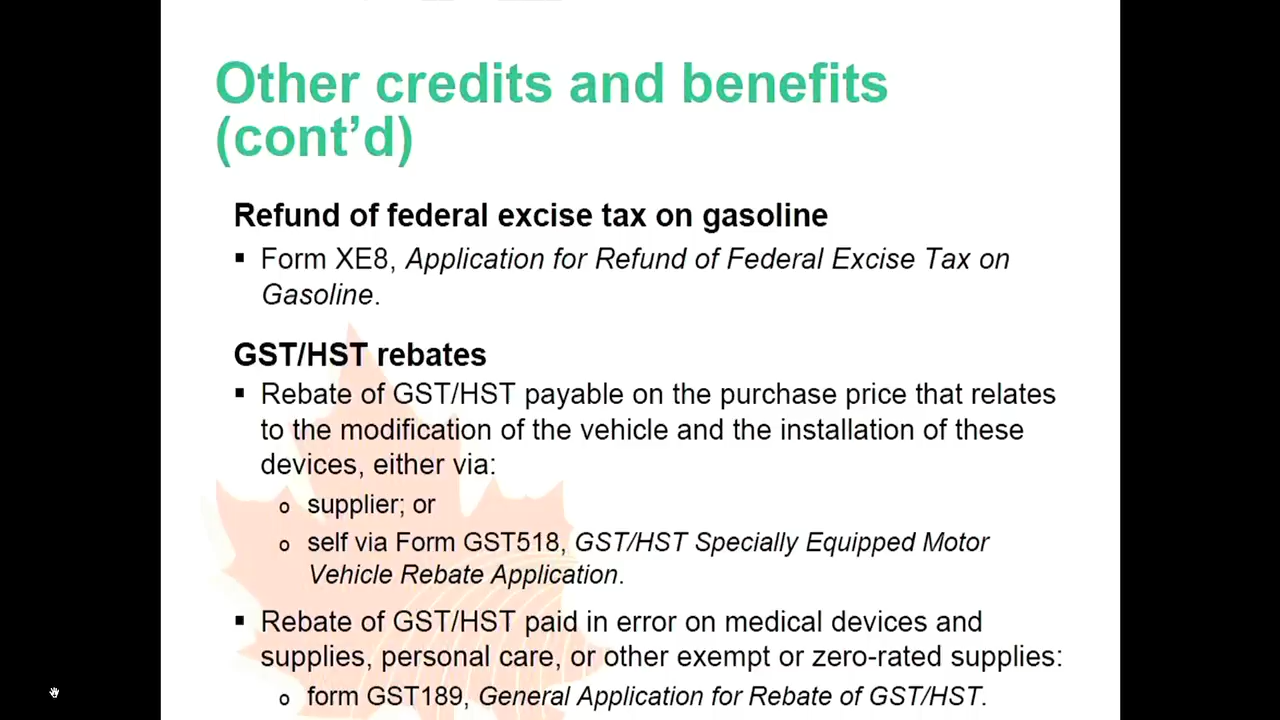 Other credits and benefits
(cont’d)
Refund of federal excise tax on gasoline
▪ Form XE8, Application for Refund of Federal Excise Tax on
Gasoline.
GST/HST rebates
▪ Rebate of GST/HST payable on the purchase price that relates
to the modification of the vehicle and the installation of these
devices, either via:
o supplier; or
o self via Form GST518, GST/HST Specially Equipped Motor
Vehicle Rebate Application.
▪ Rebate of GST/HST paid in error on medical devices and
supplies, personal care, or other exempt or zero-rated supplies:
o form GST189, General Application for Rebate of GST/HST.